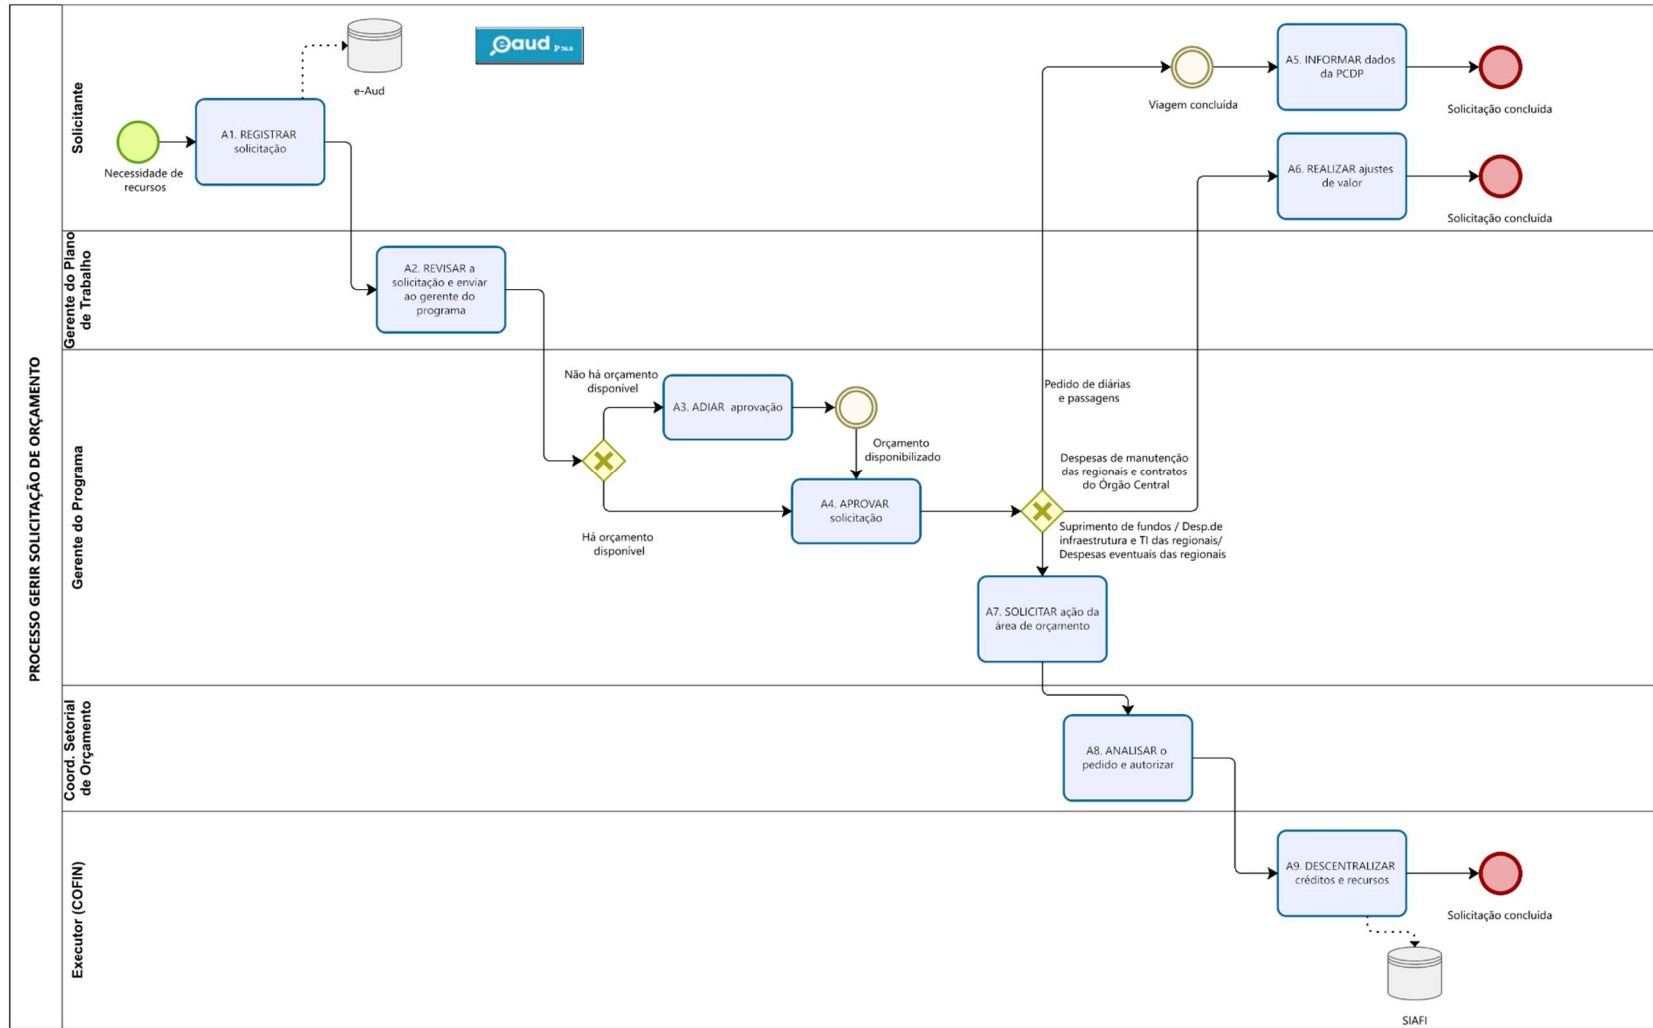 PROCESSO GERIR SOLICITAÇÃO DE ORÇAMENTO
Solicitante
Necessidade de
recursos
A1. REGISTRAR
solicitação
e-Aud
eaud
Viagem concluída
A5. INFORMAR dados
da PCDP
Solicitação concluída
A6. REALIZAR ajustes
de valor
Solicitação concluída
Gerente do Plano
de Trabalho
A2. REVISAR a
solicitação e enviar
ao gerente do
programa
Gerente do Programa
Não há orçamento
disponível
A3. ADIAR aprovação
Orçamento
disponibilizado
Há orçamento
disponível
A4. APROVAR
solicitação
Pedido de diárias
e passagens
Despesas de manutenção
das regionais e contratos
do Órgão Central
Suprimento de fundos / Desp.de
infraestrutura e TI das regionais/
Despesas eventuais das regionais
A7. SOLICITAR ação da
área de orçamento
Coord. Setorial
de Orçamento
A8. ANALISAR o
pedido e autorizar
Executor (COFIN)
A9. DESCENTRALIZAR
créditos e recursos
Solicitação concluída
SIAFI